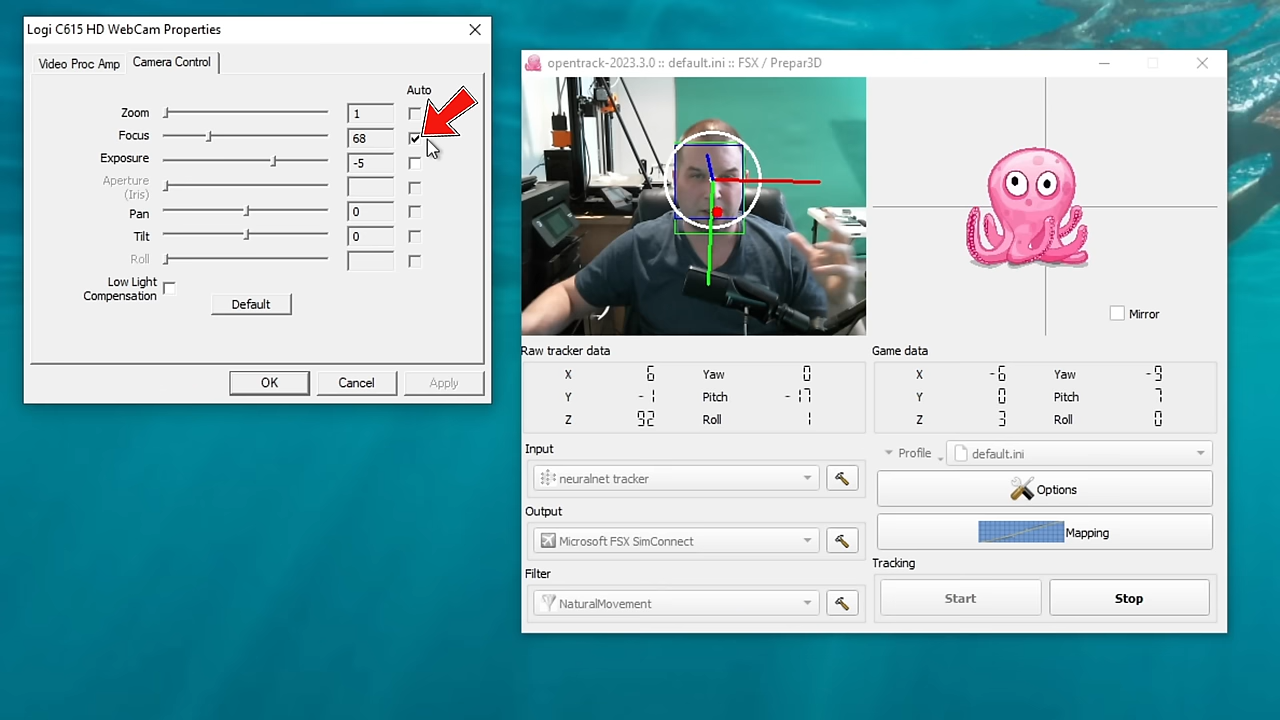 Logi C615 HD WebCam Properties
Video Proc Amp
Camera Control
Auto
Zoom 1
Focus 68
Exposure -5
Aperture
(Iris)
Pan 0
Tilt 0
Roll
Low Light
Compensation
Default
OK Cancel Apply
opentrack-2023.3.0 :: default.ini :: FSX / Prepar3D
Mirror
Raw tracker data
X 6 Yaw 0
Y -1 Pitch -17
Z 92 Roll 1
Game data
X -6 Yaw -9
Y 0 Pitch 7
Z 3 Roll 0
Input
neuralnet tracker
Output
Microsoft FSX SimConnect
Filter
NaturalMovement
Profile default.ini
Options
Mapping
Tracking
Start Stop